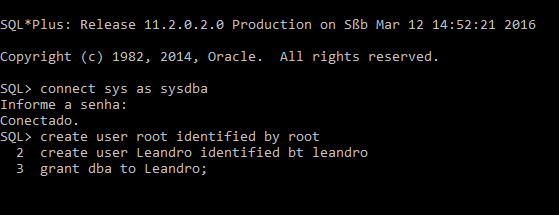 SQL*Plus: Release 11.2.0.2.0 Production on Sßb Mar 12 14:52:21 2016
Copyright (c) 1982, 2014, Oracle.  All rights reserved.
SQL> connect sys as sysdba
Informe a senha:
Conectado.
SQL> create user root identified by root
  2  create user Leandro identified bt leandro
  3  grant dba to Leandro;